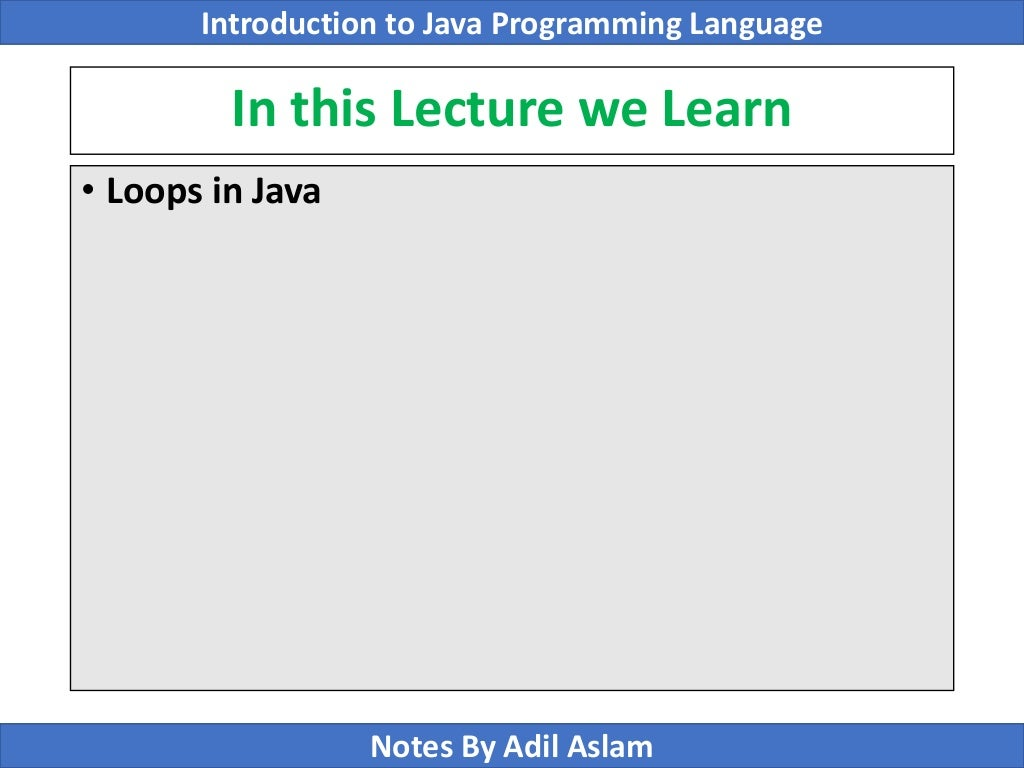 Introduction to Java Programming Language
In this Lecture we Learn
• Loops in Java
Notes By Adil Aslam